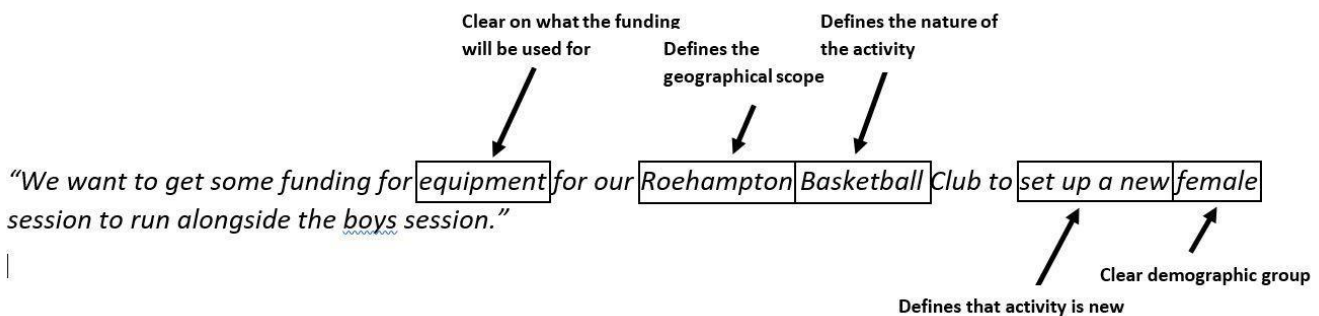 Clear on what the funding
will be used for
Defines the
geographical scope
Defines the nature of
the activity
“We want to get some funding for equipment for our Roehampton Basketball Club to set up a new female
session to run alongside the boys session.”
Defines that activity is new
Clear demographic group